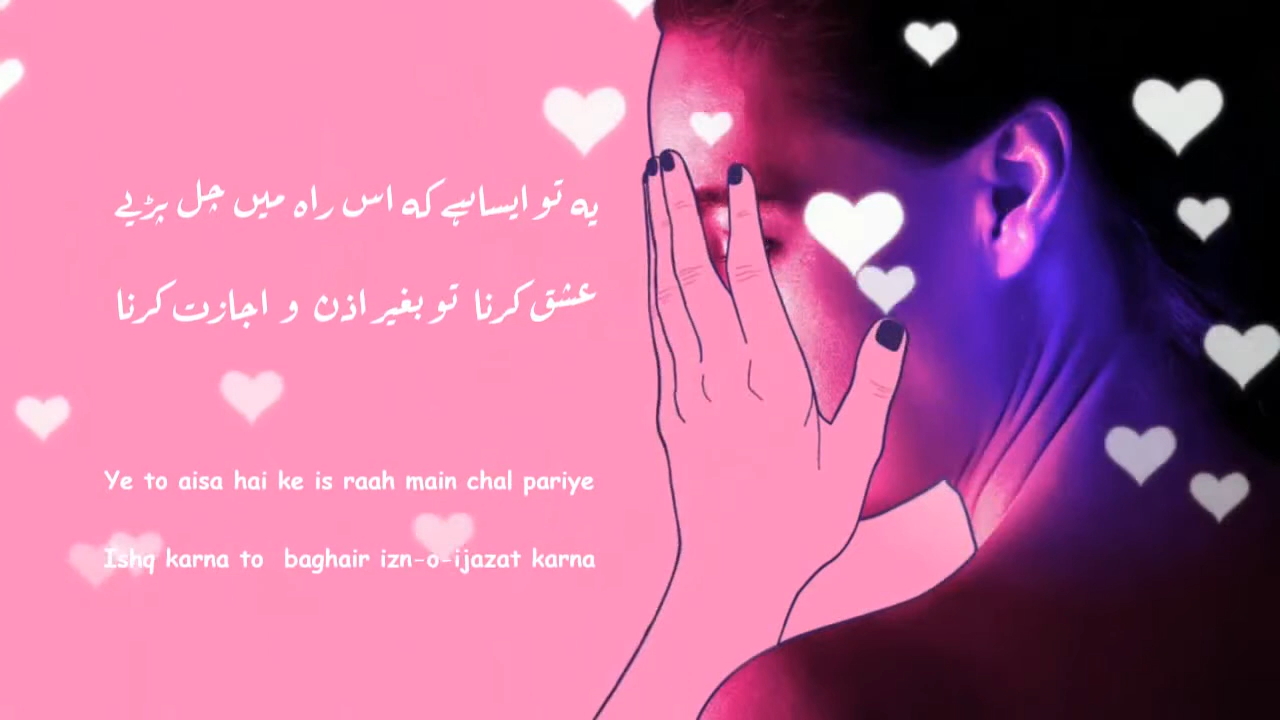 یہ تو ایسا ہے کہ اس راہ میں چل پڑیے
عشق کرنا تو بغیر اذن و اجازت کرنا
Ye to aisa hai ke is raah main chal pariye
Ishq karna to baghair izn-o-ijazat karna